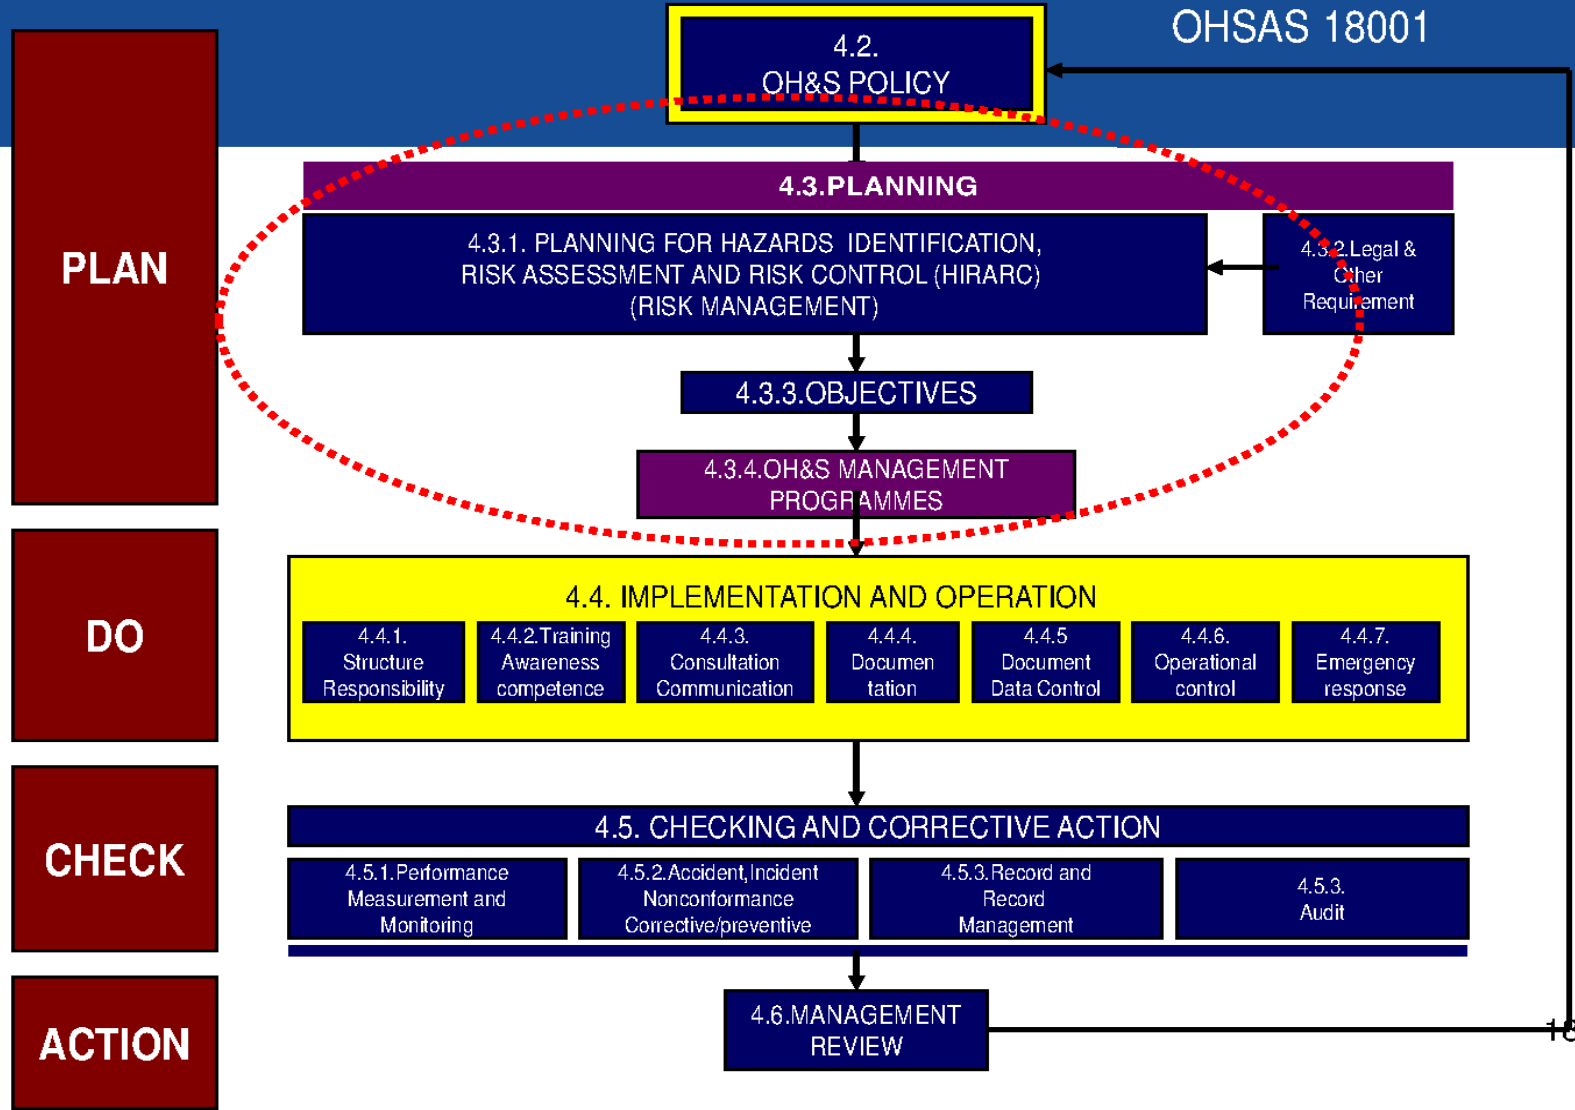 OHSAS 18001
4.2.
OH&S POLICY
PLAN
4.3.PLANNING
4.3.1. PLANNING FOR HAZARDS IDENTIFICATION,
RISK ASSESSMENT AND RISK CONTROL (HIRARC)
(RISK MANAGEMENT)
4.3.2.Legal &
Other
Requirement
4.3.3.OBJECTIVES
4.3.4.OH&S MANAGEMENT
PROGRAMMES
DO
4.4. IMPLEMENTATION AND OPERATION
4.4.1.
Structure
Responsibility
4.4.2.Training
Awareness
competence
4.4.3.
Consultation
Communication
4.4.4.
Documen
tation
4.4.5
Document
Data Control
4.4.6.
Operational
control
4.4.7.
Emergency
response
CHECK
4.5. CHECKING AND CORRECTIVE ACTION
4.5.1.Performance
Measurement and
Monitoring
4.5.2.Accident,Incident
Nonconformance
Corrective/preventive
4.5.3.Record and
Record
Management
4.5.3.
Audit
ACTION
4.6.MANAGEMENT
REVIEW